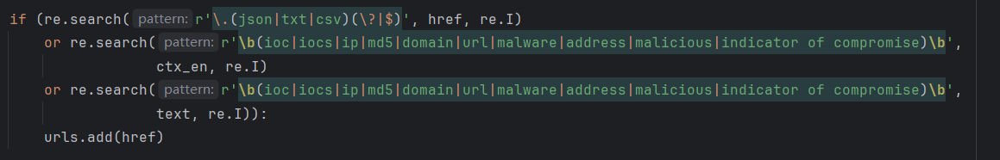 if (re.search( pattern: r'\.(json|txt|csv)(\?|$)', href, re.I)
or re.search( pattern: r'\b(ioc|iocs|ip|md5|domain|url|malware|address|malicious|indicator of compromise)\b',
ctx_en, re.I)
or re.search( pattern: r'\b(ioc|iocs|ip|md5|domain|url|malware|address|malicious|indicator of compromise)\b',
text, re.I)):
urls.add(href)